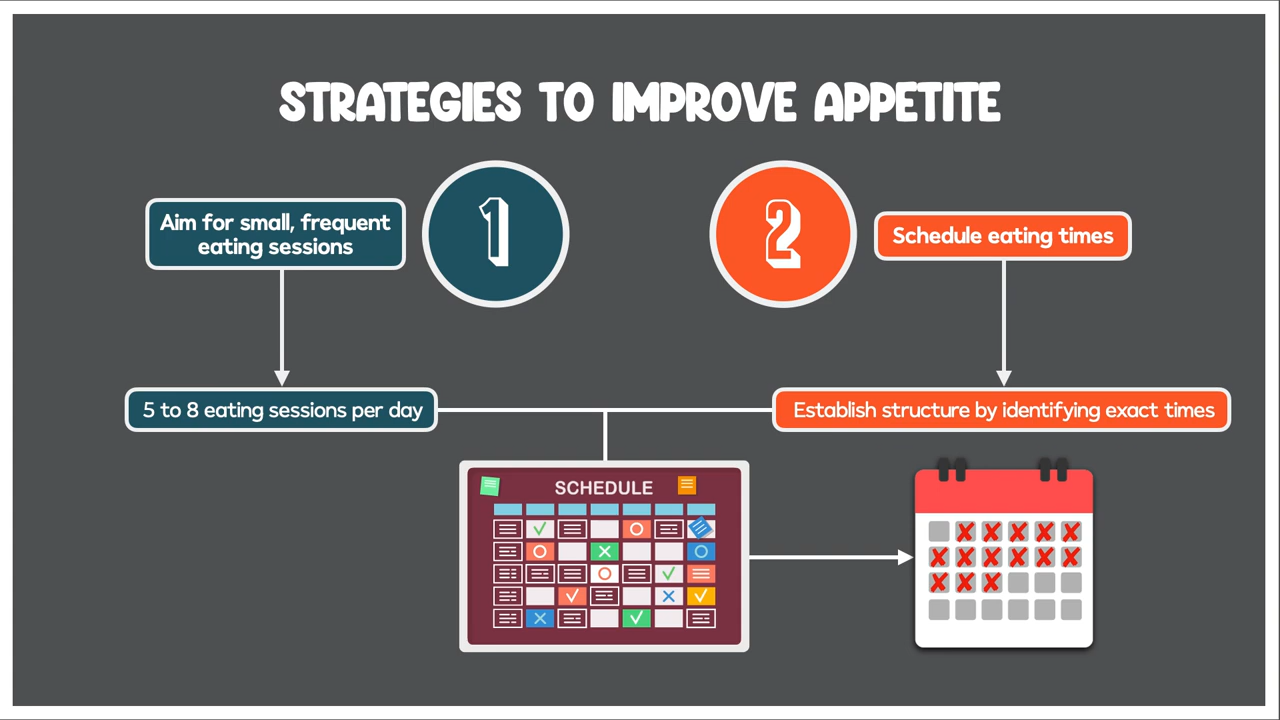 STRATEGIES TO IMPROVE APPETITE
Aim for small, frequent
eating sessions
1
2
Schedule eating times
5 to 8 eating sessions per day
Establish structure by identifying exact times
SCHEDULE